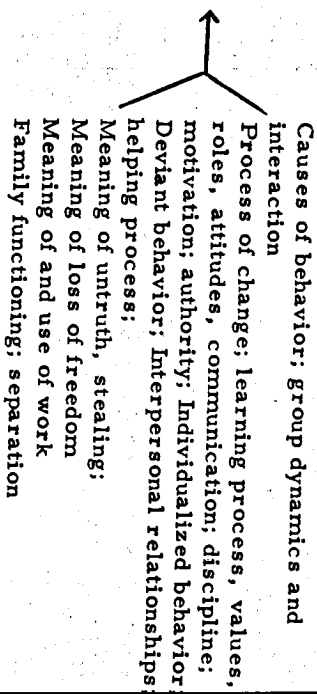 Causes of behavior; group dynamics and
interaction
Process of change; learning process, values,
roles, attitudes, communication; discipline;
motivation; authority; Individualized behavior;
Deviant behavior; Interpersonal relationships;
helping process;
Meaning of untruth, stealing;
Meaning of loss of freedom
Meaning of and use of work
Family functioning; separation